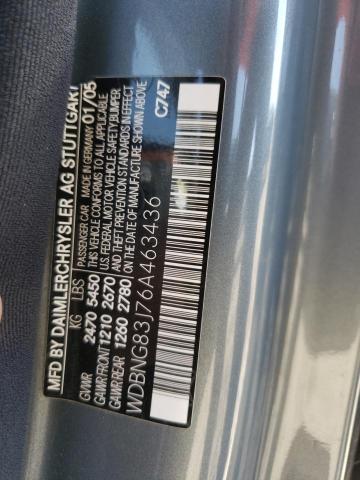 MFD BY DAIMLERCHRYSLER AG STUTTGART
PASSENGER CAR MADE IN GERMANY 01/05
KG LBS
GVWR 2470 5450
GAWR FRONT 1210 2670
GAWR REAR 1260 2780
THIS VEHICLE CONFORMS TO ALL APPLICABLE
U.S. FEDERAL MOTOR VEHICLE SAFETY BUMPER
AND THEFT PREVENTION STANDARDS IN EFFECT
ON THE DATE OF MANUFACTURE SHOWN ABOVE
WDBNG83J76A463436
C747